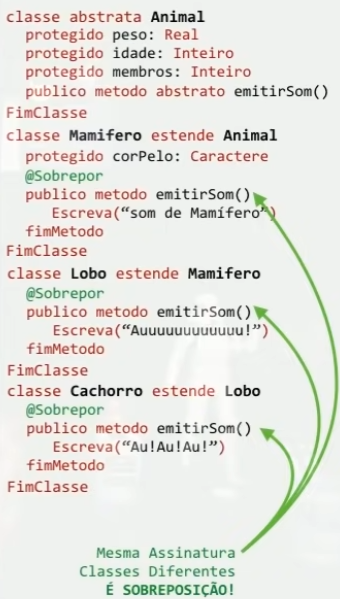 classe abstrata Animal
protegido peso: Real
protegido idade: Inteiro
protegido membros: Inteiro
publico metodo abstrato emitirSom()
FimClasse
classe Mamifero estende Animal
protegido corPelo: Caractere
@Sobrepor
publico metodo emitirSom()
Escreva(“som de Mamífero”)
fimMetodo
FimClasse
classe Lobo estende Mamifero
@Sobrepor
publico metodo emitirSom()
Escreva(“Auuuuuuuuuuuu!”)
fimMetodo
FimClasse
classe Cachorro estende Lobo
@Sobrepor
publico metodo emitirSom()
Escreva(“Au!Au!Au!”)
fimMetodo
FimClasse
Mesma Assinatura
Classes Diferentes
É SOBREPOSIÇÃO!